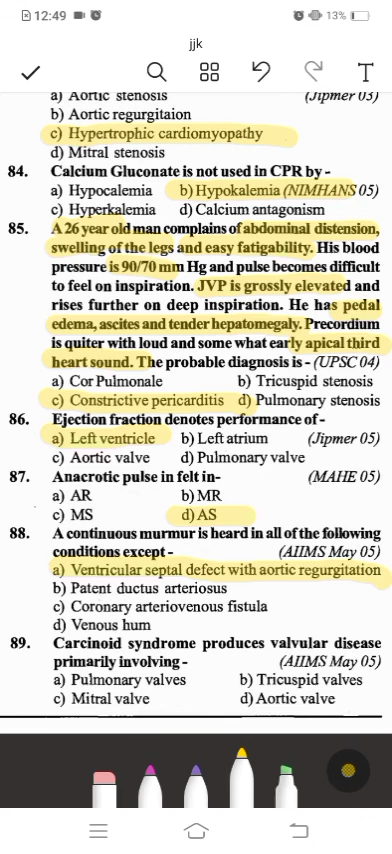 12:49
13%
jjk
T
a) Aortic stenosis (Jipmer 03)
b) Aortic regurgitaion
c) Hypertrophic cardiomyopathy
d) Mitral stenosis
84. Calcium Gluconate is not used in CPR by -
a) Hypocalemia b) Hypokalemia (NIMHANS 05)
c) Hyperkalemia d) Calcium antagonism
85. A 26 year old man complains of abdominal distension,
swelling of the legs and easy fatigability. His blood
pressure is 90/70 mm Hg and pulse becomes difficult
to feel on inspiration. JVP is grossly elevated and
rises further on deep inspiration. He has pedal
edema, ascites and tender hepatomegaly. Precordium
is quiter with loud and some what early apical third
heart sound. The probable diagnosis is - (UPSC 04)
a) Cor Pulmonale b) Tricuspid stenosis
c) Constrictive pericarditis d) Pulmonary stenosis
86. Ejection fraction denotes performance of -
a) Left ventricle b) Left atrium (Jipmer 05)
c) Aortic valve d) Pulmonary valve
87. Anacrotic pulse in felt in- (MAHE 05)
a) AR b) MR
c) MS d) AS
88. A continuous murmur is heard in all of the following
conditions except - (AIIMS May 05)
a) Ventricular septal defect with aortic regurgitation
b) Patent ductus arteriosus
c) Coronary arteriovenous fistula
d) Venous hum
89. Carcinoid syndrome produces valvular disease
primarily involving - (AIIMS May 05)
a) Pulmonary valves b) Tricuspid valves
c) Mitral valve d) Aortic valve